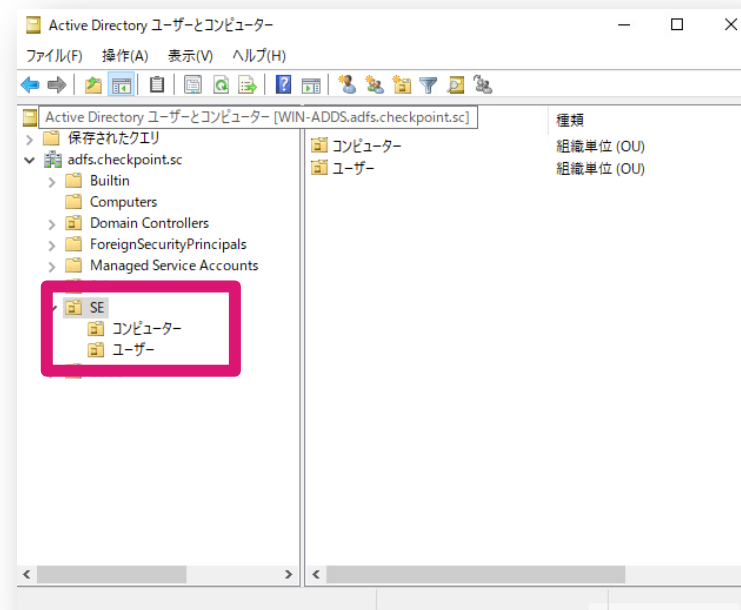 Active Directory ユーザーとコンピューター
ファイル(F) 操作(A) 表示(V) ヘルプ(H)
Active Directory ユーザーとコンピューター [WIN-ADDS.adfs.checkpoint.sc]
種類
保存されたクエリ
adfs.checkpoint.sc
Builtin
Computers
Domain Controllers
ForeignSecurityPrincipals
Managed Service Accounts
SE
コンピューター
ユーザー
コンピューター 組織単位 (OU)
ユーザー 組織単位 (OU)